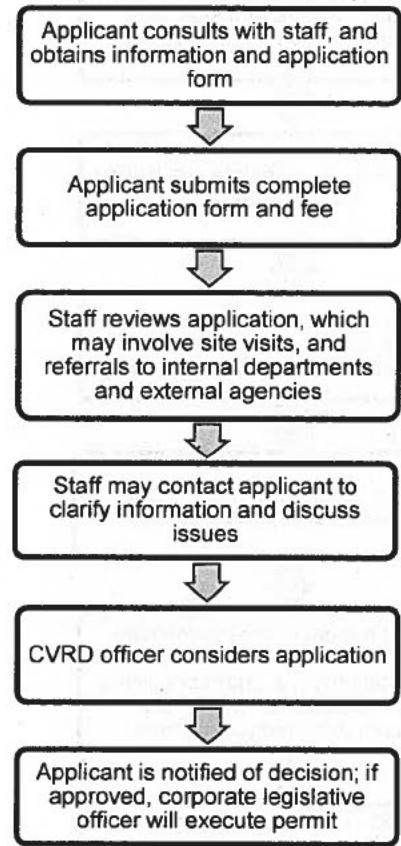 Applicant consults with staff, and
obtains information and application
form
Applicant submits complete
application form and fee
Staff reviews application, which
may involve site visits, and
referrals to internal departments
and external agencies
Staff may contact applicant to
clarify information and discuss
issues
CVRD officer considers application
Applicant is notified of decision; if
approved, corporate legislative
officer will execute permit